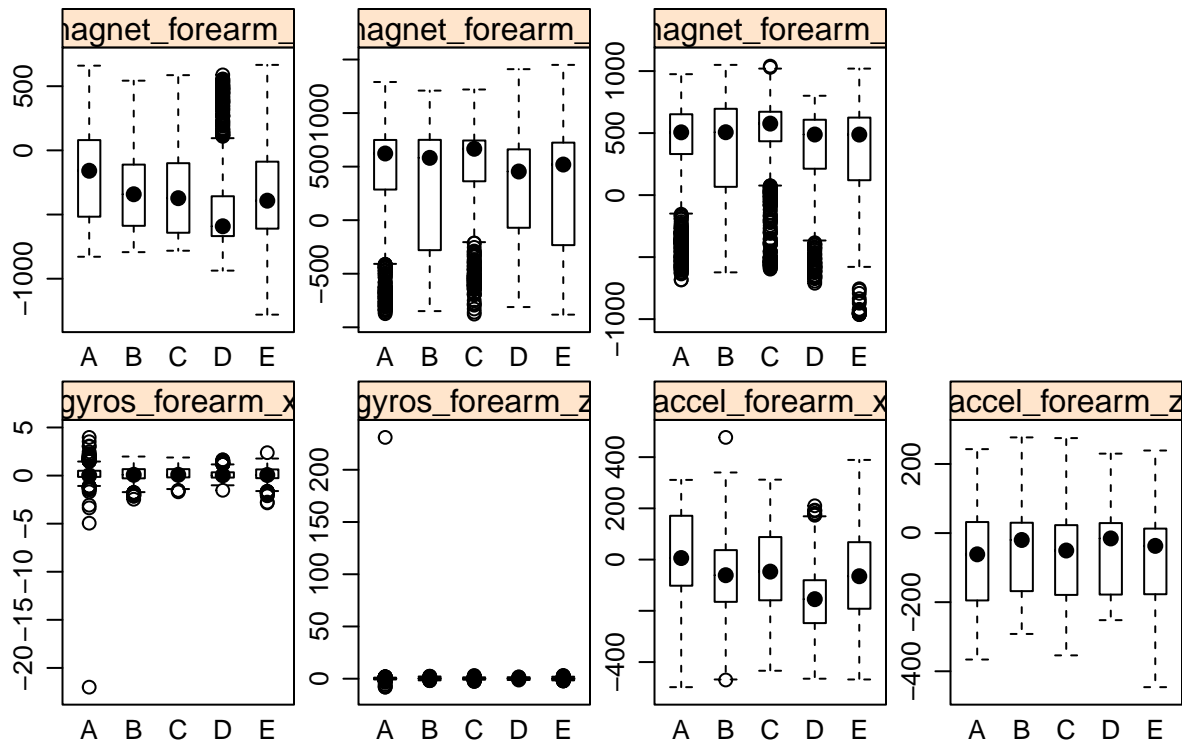 nagnet_forearm_
nagnet_forearm_
nagnet_forearm_
500
0
−1000
1000
500
0
−500
1000
500
0
−1000
A B C D E
A B C D E
A B C D E
gyros_forearm_x
gyros_forearm_z
accel_forearm_x
accel_forearm_z
5
0
−5
−10
−15
−20
200
150
100
50
0
400
200
0
−400
200
0
−200
−400
A B C D E
A B C D E
A B C D E
A B C D E